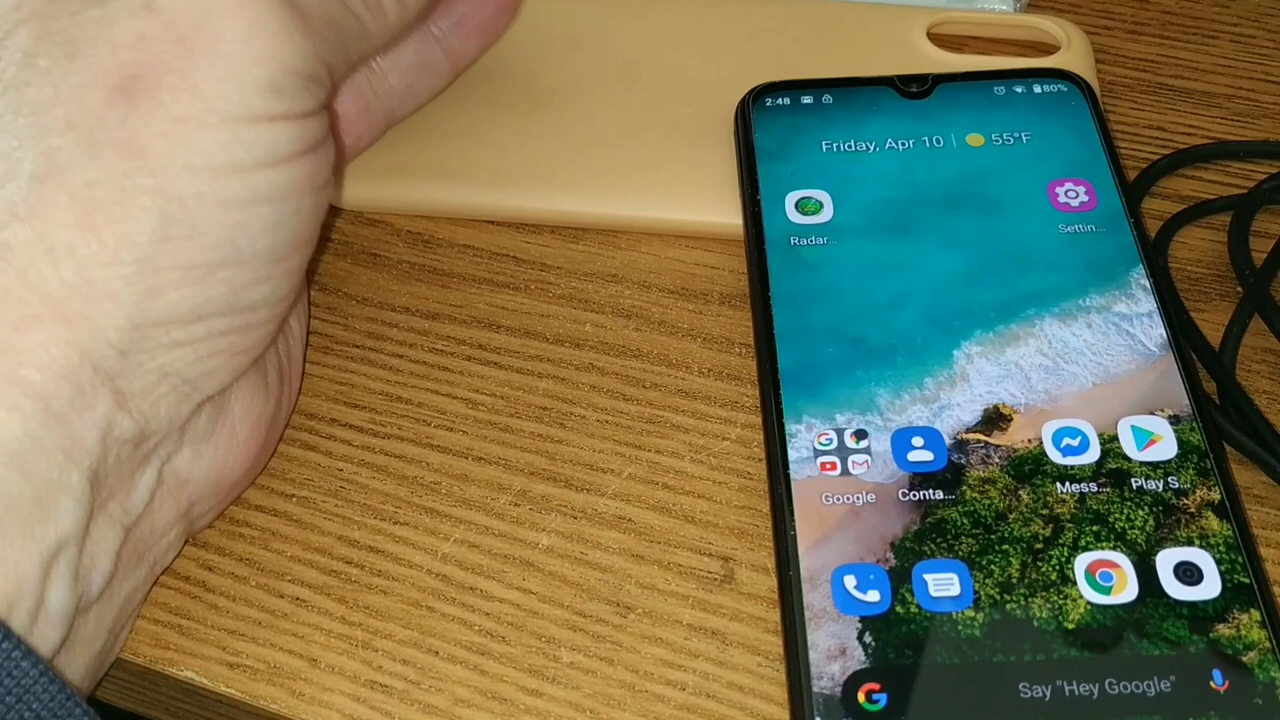 2:48 80%
Friday, Apr 10 | 55°F
Radar... Settin...
Google Conta... Mess... Play S...
Say "Hey Google"